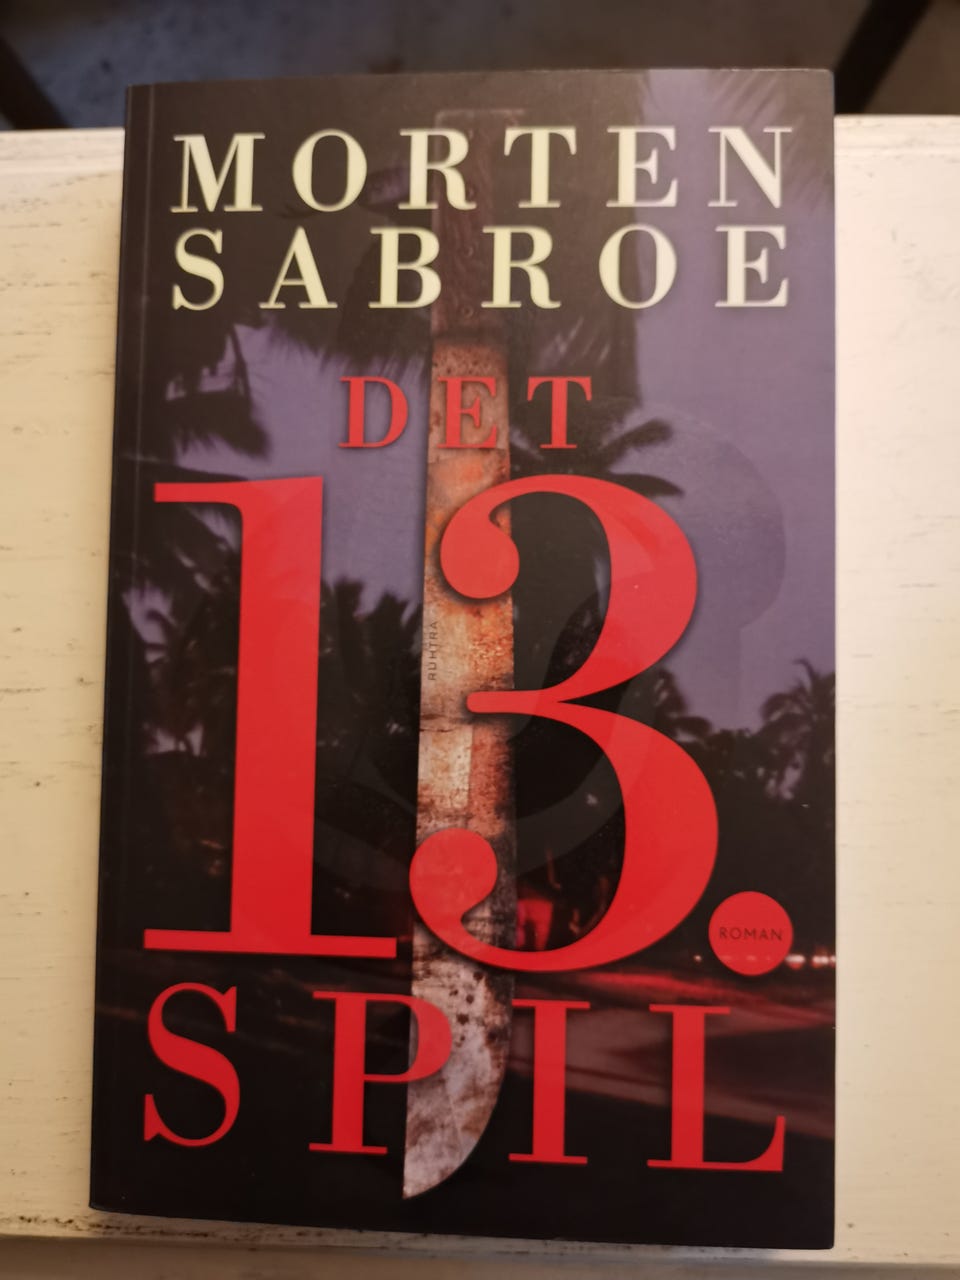 MORTEN
SABROE
DET
13.
ROMAN
SPIL
RUHTRA